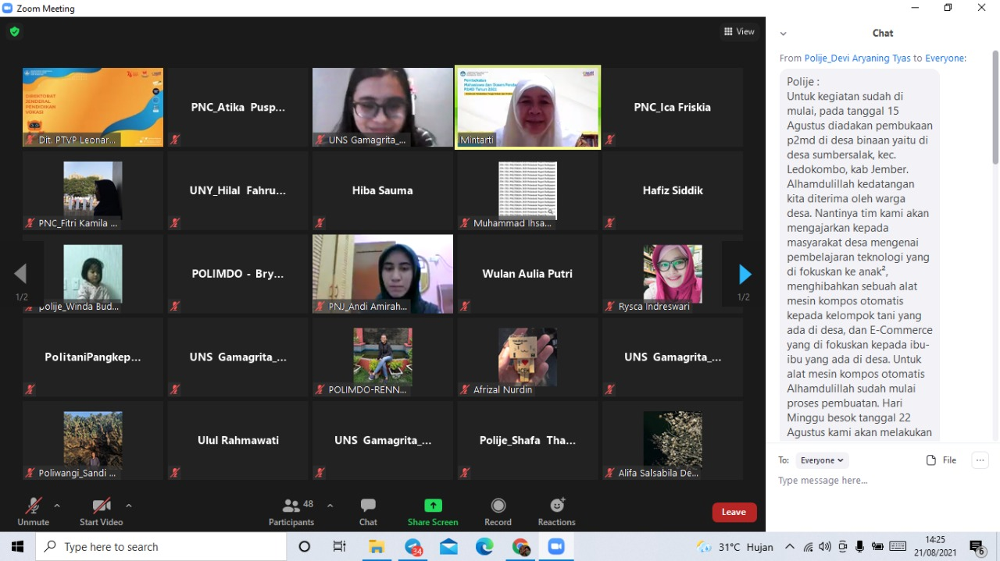 Zoom Meeting
View
DIREKTORAT
JENDERAL
PENDIDIKAN
VOKASI
Dit. PTVP Leonar...
PNC_Atika Pusp...
UNS Gamagrita_...
Pembekalan
Mintarti
PNC_Ica Friskia
PNC_Fitri Kamila ...
UNY_Hilal Fahru...
Hiba Sauma
Muhammad Ihsa...
Hafiz Siddik
1/2
polije_Winda Bud...
POLIMDO - Bry...
PNJ_Andi Amirah...
Wulan Aulia Putri
Rysca Indreswari
1/2
PolitaniPangkep...
UNS Gamagrita_...
POLIMDO-RENN...
Afrizal Nurdin
UNS Gamagrita_...
Poliwangi_Sandi ...
Ulul Rahmawati
UNS Gamagrita_...
Polije_Shafa Tha...
Alifa Salsabila De...
Unmute
Start Video
Participants
48
Chat
Share Screen
Record
Reactions
Leave
Chat
From Polije_Devi Aryaning Tyas to Everyone:
Polije :
Untuk kegiatan sudah di
mulai, pada tanggal 15
Agustus diadakan pembukaan
p2md di desa binaan yaitu di
desa sumbersalak, kec.
Ledokombo, kab jember.
Alhamdulillah kenatangan
kita diterima oleh warga
desa. Nantinya tim kami akan
mengajarkan kepada
masyarakat desa mengenai
pembelajaran teknologi yang
di fokuskan ke anak²,
menghibahkan sebuah alat
mesin kompos otomatis
kepada kelompok tani yang
ada di desa, dan E-Commerce
yang di fokuskan kepada ibu-
ibu yang ada di desa. Untuk
alat mesin kompos otomatis
Alhamdulillah sudah mulai
proses pembuatan. Hari
Minggu besok tanggal 22
Agustus kami akan melakukan
To: Everyone
File
Type message here...
Type here to search
34
31°C Hujan
14:25
21/08/2021
6